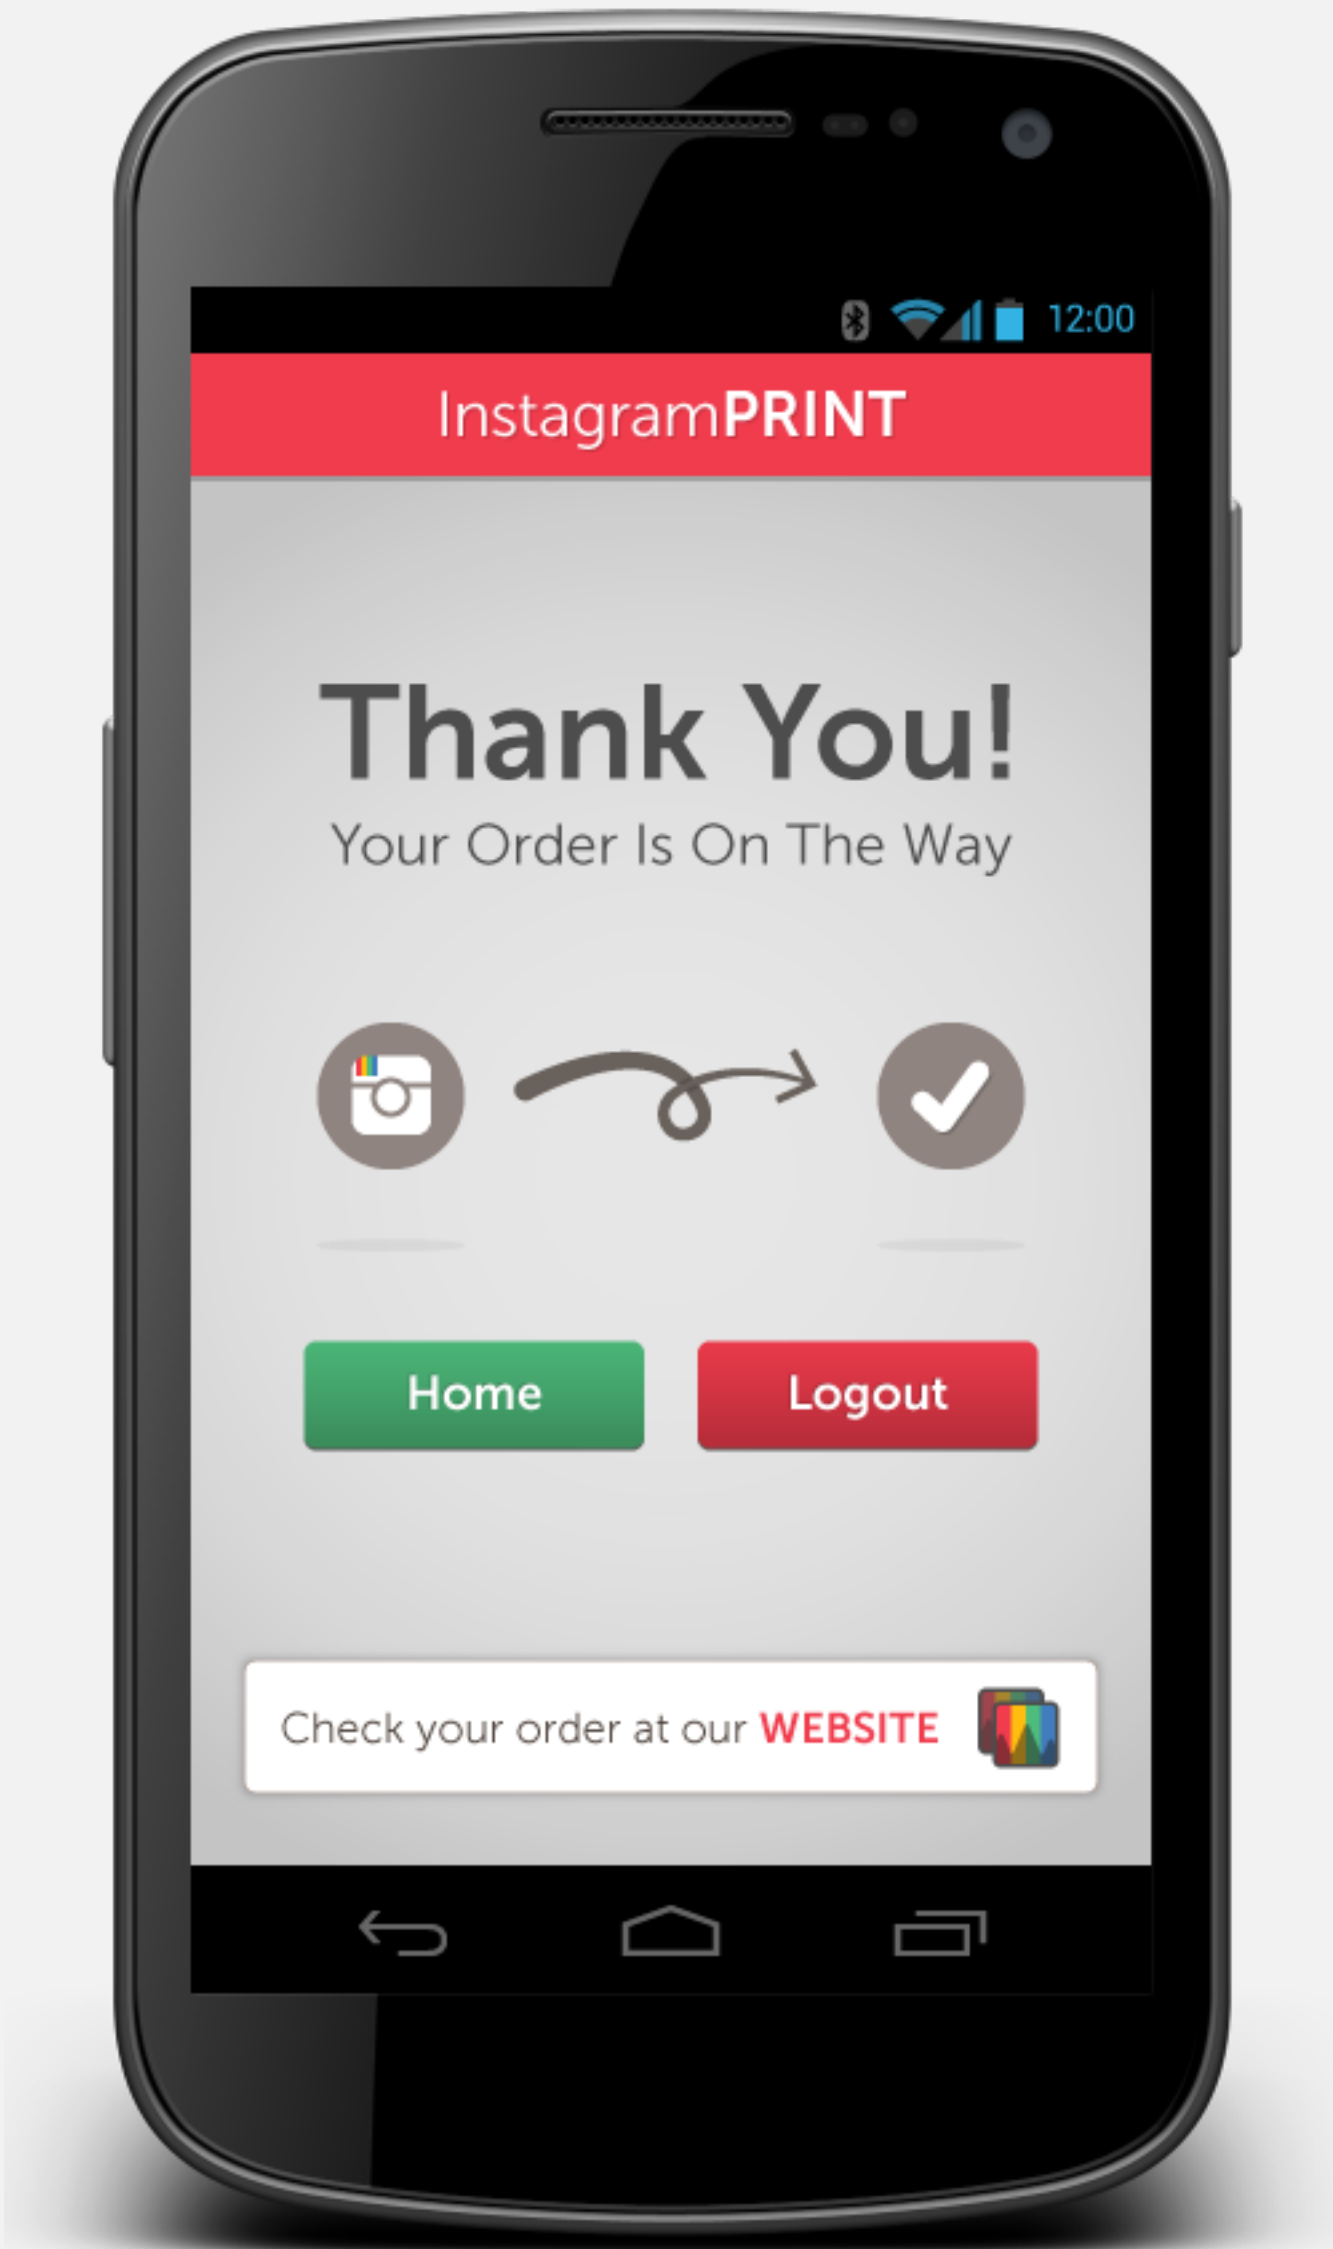 12:00
InstagramPRINT
Thank You!
Your Order Is On The Way
Home
Logout
Check your order at our WEBSITE